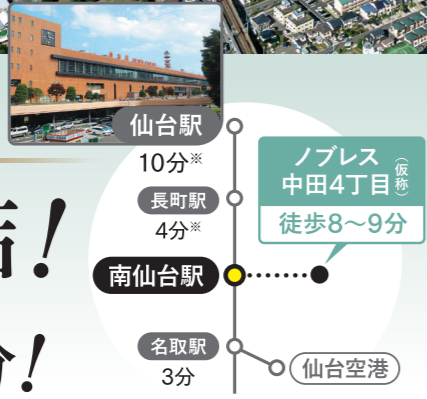 仙台駅
10分※
長町駅
4分※
南仙台駅
名取駅
3分
仙台空港
ノブレス
中田4丁目(仮称)
徒歩8〜9分
!
!